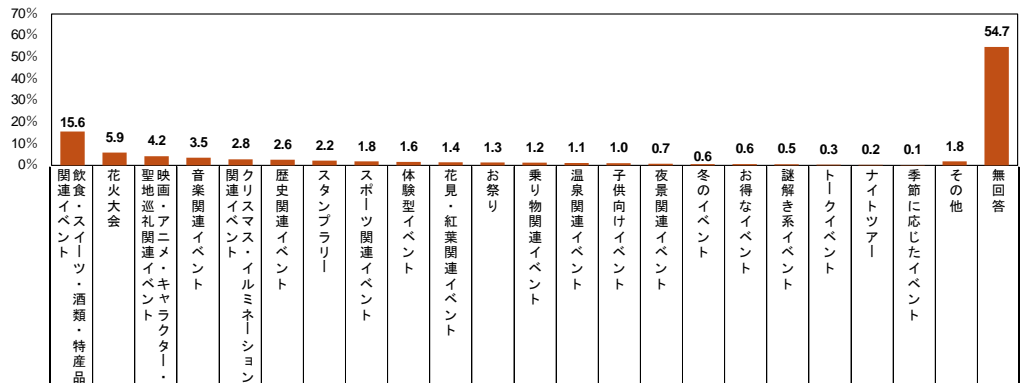 70%
60%
50%
40%
30%
20%
10%
0%
15.6
5.9
4.2
3.5
2.8
2.6
2.2
1.8
1.6
1.4
1.3
1.2
1.1
1.0
0.7
0.6
0.6
0.5
0.3
0.2
0.1
1.8
54.7
飲食・スイーツ・酒類・特産品
関連イベント
花火大会
映画・アニメ・キャラクター・
聖地巡礼関連イベント
音楽関連イベント
クリスマス・イルミネーション
関連イベント
歴史関連イベント
スタンプラリー
スポーツ関連イベント
体験型イベント
花見・紅葉関連イベント
お祭り
乗り物関連イベント
温泉関連イベント
子供向けイベント
夜景関連イベント
冬のイベント
お得なイベント
謎解き系イベント
トークイベント
ナイトツアー
季節に応じたイベント
その他
無回答